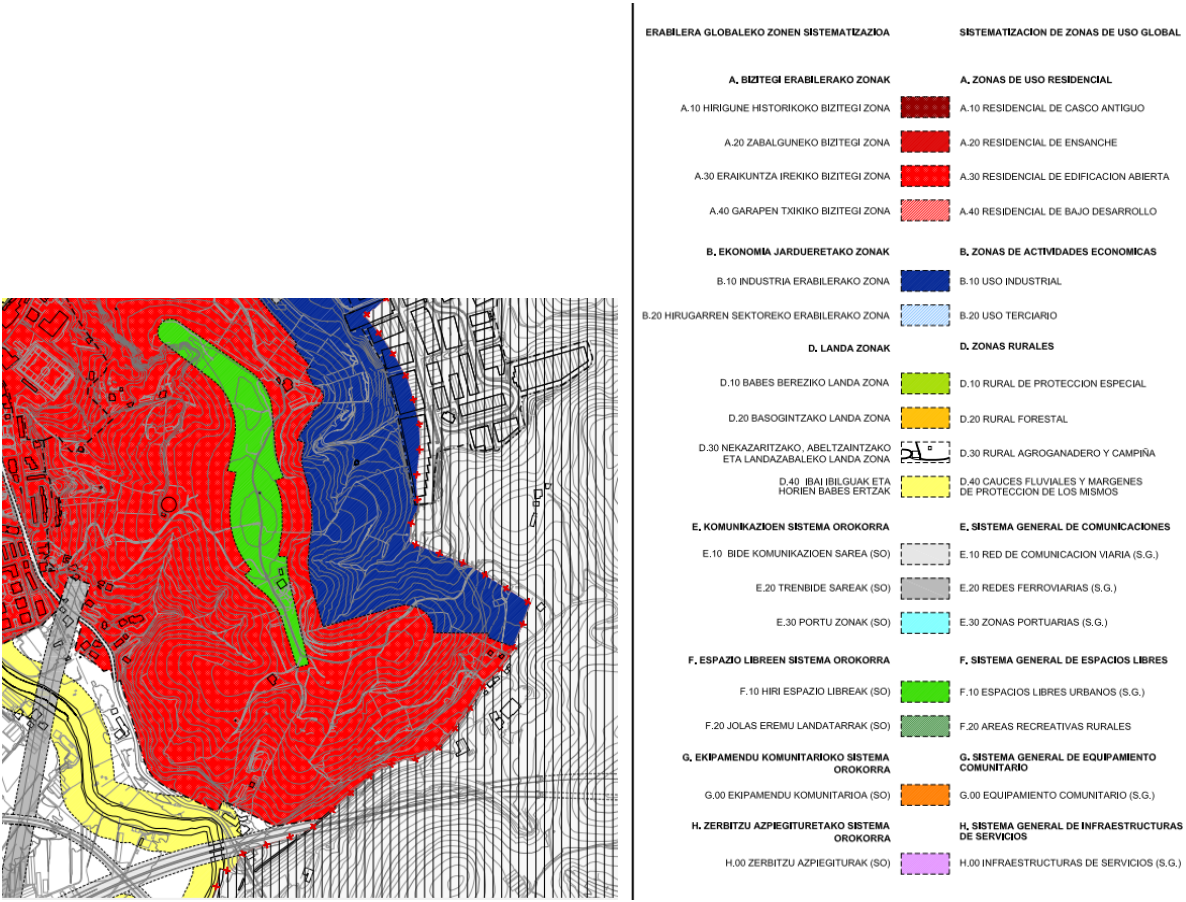 ERABILERA GLOBALEKO ZONEN SISTEMATIZAZIOA
SISTEMATIZACION DE ZONAS DE USO GLOBAL
A. BIZITEGI ERABILERAKO ZONAK
A. ZONAS DE USO RESIDENCIAL
A.10 HIRIGUNE HISTORIKOKO BIZITEGI ZONA
A.10 RESIDENCIAL DE CASCO ANTIGUO
A.20 ZABALGUNEKO BIZITEGI ZONA
A.20 RESIDENCIAL DE ENSANCHE
A.30 ERAIKUNTZA IREKIKO BIZITEGI ZONA
A.30 RESIDENCIAL DE EDIFICACION ABIERTA
A.40 GARAPEN TXIKIKO BIZITEGI ZONA
A.40 RESIDENCIAL DE BAJO DESARROLLO
B. EKONOMIA JARDUERETAKO ZONAK
B. ZONAS DE ACTIVIDADES ECONOMICAS
B.10 INDUSTRIA ERABILERAKO ZONA
B.10 USO INDUSTRIAL
B.20 HIRUGARREN SEKTOREKO ERABILERAKO ZONA
B.20 USO TERCIARIO
D. LANDA ZONAK
D. ZONAS RURALES
D.10 BABES BEREZIKO LANDA ZONA
D.10 RURAL DE PROTECCION ESPECIAL
D.20 BASOGINTZAKO LANDA ZONA
D.20 RURAL FORESTAL
D.30 NEKAZARITZAKO, ABELTZAINTZAKO
ETA LANDAZABALEKO LANDA ZONA
D.30 RURAL AGROGANADERO Y CAMPIÑA
D.40 IBAI IBILGUAK ETA
HORIEN BABES ERTZAK
D.40 CAUCES FLUVIALES Y MARGENES
DE PROTECCION DE LOS MISMOS
E. KOMUNIKAZIOEN SISTEMA OROKORRA
E. SISTEMA GENERAL DE COMUNICACIONES
E.10 BIDE KOMUNIKAZIOEN SAREA (SO)
E.10 RED DE COMUNICACION VIARIA (S.G.)
E.20 TRENBIDE SAREAK (SO)
E.20 REDES FERROVIARIAS (S.G.)
E.30 PORTU ZONAK (SO)
E.30 ZONAS PORTUARIAS (S.G.)
F. ESPAZIO LIBREEN SISTEMA OROKORRA
F. SISTEMA GENERAL DE ESPACIOS LIBRES
F.10 HIRI ESPAZIO LIBREAK (SO)
F.10 ESPACIOS LIBRES URBANOS (S.G.)
F.20 JOLAS EREMU LANDATARRAK (SO)
F.20 AREAS RECREATIVAS RURALES
G. EKIPAMENDU KOMUNITARIOKO SISTEMA
OROKORRA
G. SISTEMA GENERAL DE EQUIPAMIENTO
COMUNITARIO
G.00 EKIPAMENDU KOMUNITARIOA (SO)
G.00 EQUIPAMIENTO COMUNITARIO (S.G.)
H. ZERBITZU AZPIEGITURETAKO SISTEMA
OROKORRA
H. SISTEMA GENERAL DE INFRAESTRUCTURAS
DE SERVICIOS
H.00 ZERBITZU AZPIEGITURAK (SO)
H.00 INFRAESTRUCTURAS DE SERVICIOS (S.G.)